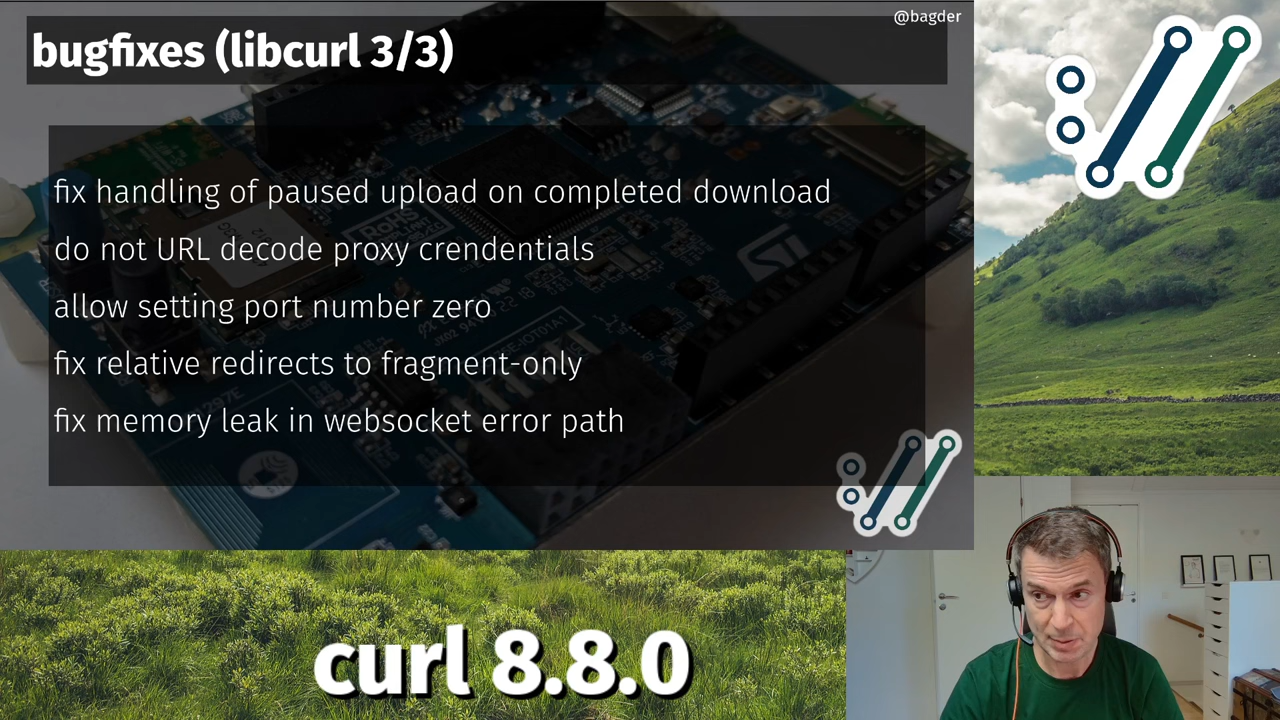 @bagder
bugfixes (libcurl 3/3)
fix handling of paused upload on completed download
do not URL decode proxy crendentials
allow setting port number zero
fix relative redirects to fragment-only
fix memory leak in websocket error path
curl 8.8.0